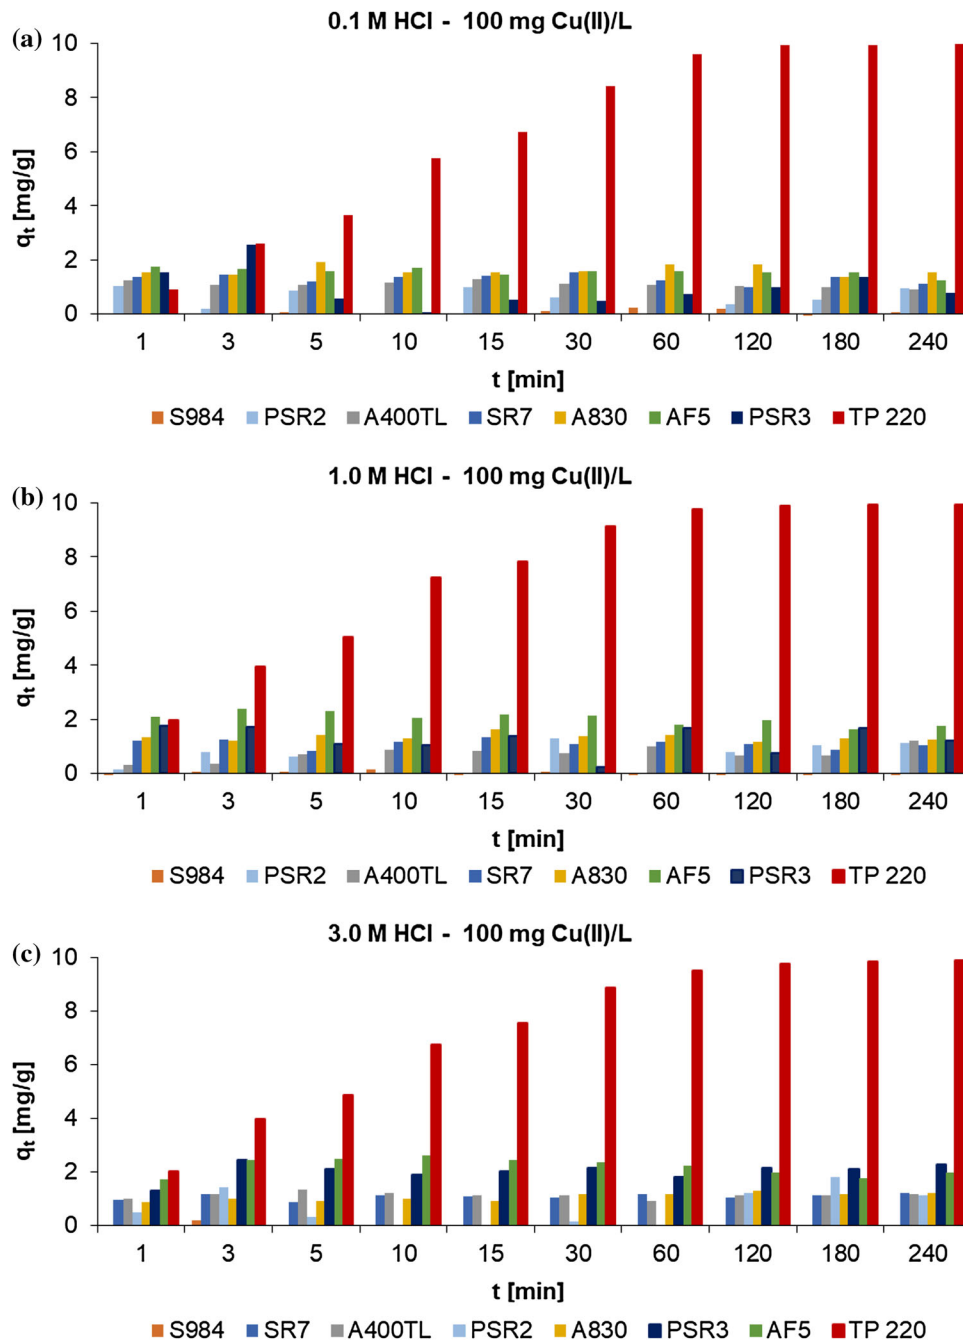 (a)
0.1 M HCl - 100 mg Cu(II)/L
10
8
6
4
2
0
qt [mg/g]
1 3 5 10 15 30 60 120 180 240
t [min]
S984 PSR2 A400TL SR7 A830 AF5 PSR3 TP 220
(b)
1.0 M HCl - 100 mg Cu(II)/L
10
8
6
4
2
0
qt [mg/g]
1 3 5 10 15 30 60 120 180 240
t [min]
S984 PSR2 A400TL SR7 A830 AF5 PSR3 TP 220
(c)
3.0 M HCl - 100 mg Cu(II)/L
10
8
6
4
2
0
qt [mg/g]
1 3 5 10 15 30 60 120 180 240
t [min]
S984 SR7 A400TL PSR2 A830 PSR3 AF5 TP 220